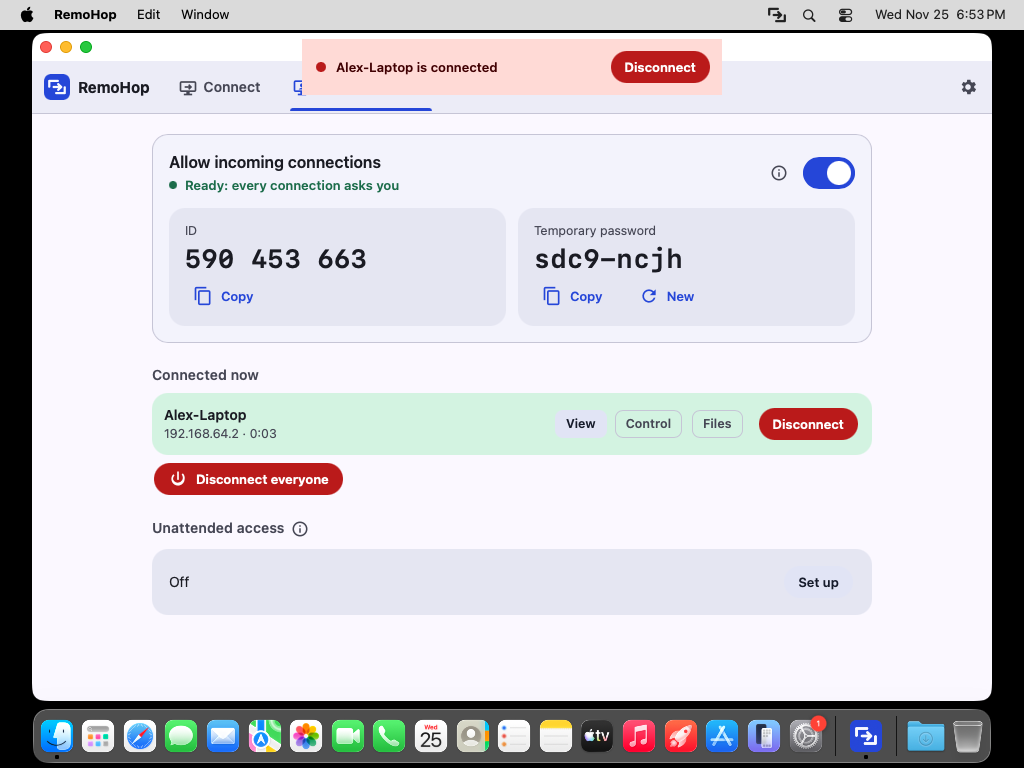 RemoHop Edit Window Wed Nov 25 6:53 PM
Alex-Laptop is connected Disconnect
RemoHop Connect
Allow incoming connections
Ready: every connection asks you
ID
590 453 663
Copy
Temporary password
sdc9-ncjh
Copy New
Connected now
Alex-Laptop
192.168.64.2 · 0:03
View Control Files Disconnect
Disconnect everyone
Unattended access
Off Set up
Wed
25
tv
1